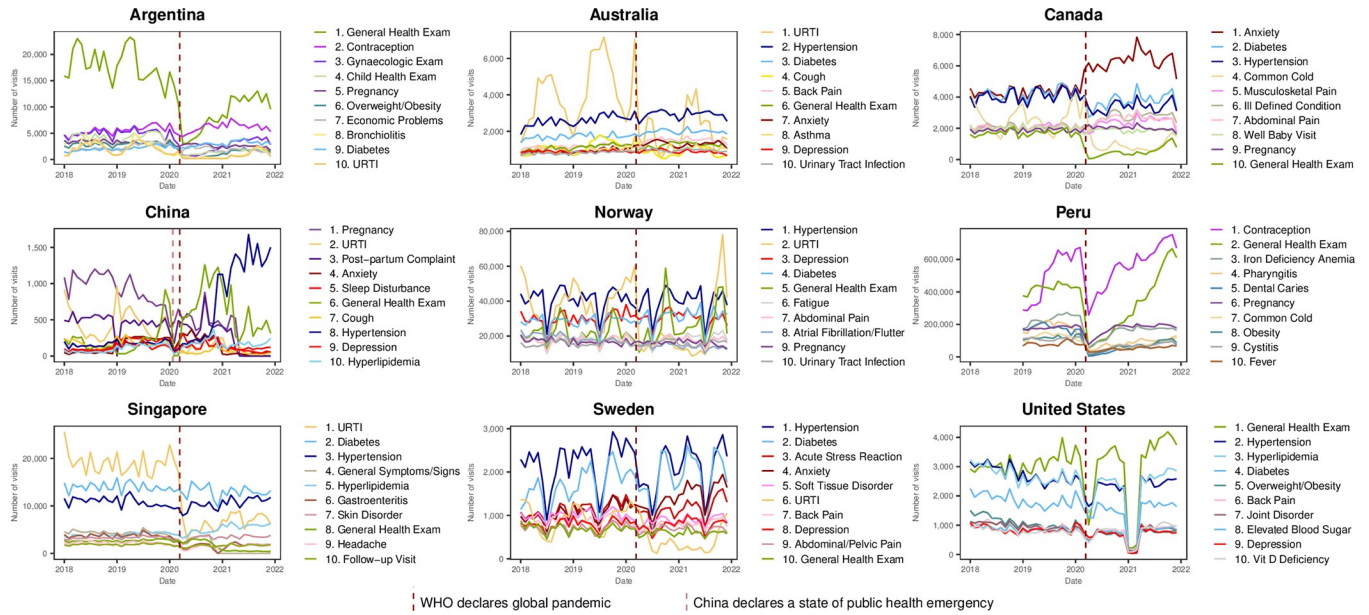 Argentina
Number of visits
20,000
15,000
10,000
5,000
0
2018 2019 2020 2021 2022
Date
1. General Health Exam
2. Contraception
3. Gynaecologic Exam
4. Child Health Exam
5. Pregnancy
6. Overweight/Obesity
7. Economic Problems
8. Bronchiolitis
9. Diabetes
10. URTI
Australia
Number of visits
6,000
4,000
2,000
2018 2019 2020 2021 2022
Date
1. URTI
2. Hypertension
3. Diabetes
4. Cough
5. Back Pain
6. General Health Exam
7. Anxiety
8. Asthma
9. Depression
10. Urinary Tract Infection
Canada
Number of visits
8,000
6,000
4,000
2,000
0
2018 2019 2020 2021 2022
Date
1. Anxiety
2. Diabetes
3. Hypertension
4. Common Cold
5. Musculosketal Pain
6. Ill Defined Condition
7. Abdominal Pain
8. Well Baby Visit
9. Pregnancy
10. General Health Exam
China
Number of visits
1,500
1,000
500
0
2018 2019 2020 2021 2022
Date
1. Pregnancy
2. URTI
3. Post-partum Complaint
4. Anxiety
5. Sleep Disturbance
6. General Health Exam
7. Cough
8. Hypertension
9. Depression
10. Hyperlipidemia
Norway
Number of visits
80,000
60,000
40,000
20,000
2018 2019 2020 2021 2022
Date
1. Hypertension
2. URTI
3. Depression
4. Diabetes
5. General Health Exam
6. Fatigue
7. Abdominal Pain
8. Atrial Fibrillation/Flutter
9. Pregnancy
10. Urinary Tract Infection
Peru
Number of visits
600,000
400,000
200,000
0
2018 2019 2020 2021 2022
Date
1. Contraception
2. General Health Exam
3. Iron Deficiency Anemia
4. Pharyngitis
5. Dental Caries
6. Pregnancy
7. Common Cold
8. Obesity
9. Cystitis
10. Fever
Singapore
Number of visits
20,000
10,000
0
2018 2019 2020 2021 2022
Date
1. URTI
2. Diabetes
3. Hypertension
4. General Symptoms/Signs
5. Hyperlipidemia
6. Gastroenteritis
7. Skin Disorder
8. General Health Exam
9. Headache
10. Follow-up Visit
Sweden
Number of visits
3,000
2,000
1,000
0
2018 2019 2020 2021 2022
Date
1. Hypertension
2. Diabetes
3. Acute Stress Reaction
4. Anxiety
5. Soft Tissue Disorder
6. URTI
7. Back Pain
8. Depression
9. Abdominal/Pelvic Pain
10. General Health Exam
United States
Number of visits
4,000
3,000
2,000
1,000
0
2018 2019 2020 2021 2022
Date
1. General Health Exam
2. Hypertension
3. Hyperlipidemia
4. Diabetes
5. Overweight/Obesity
6. Back Pain
7. Joint Disorder
8. Elevated Blood Sugar
9. Depression
10. Vit D Deficiency
WHO declares global pandemic
China declares a state of public health emergency